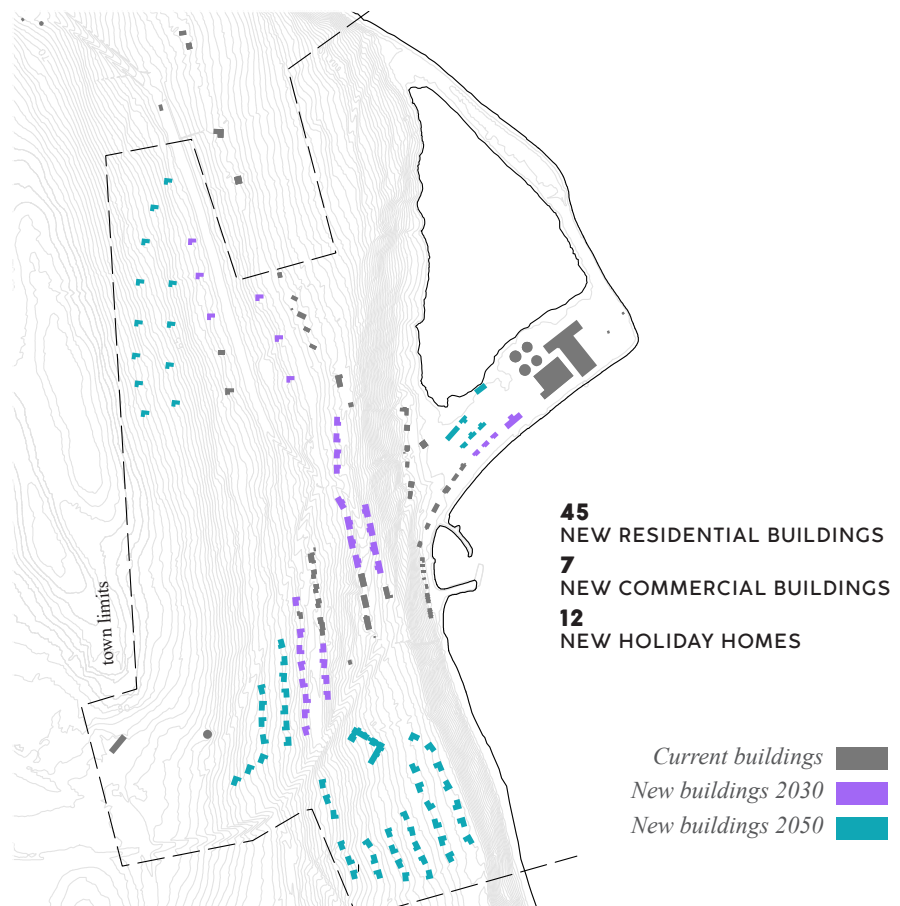 45
NEW RESIDENTIAL BUILDINGS
7
NEW COMMERCIAL BUILDINGS
12
NEW HOLIDAY HOMES
town limits
Current buildings
New buildings 2030
New buildings 2050